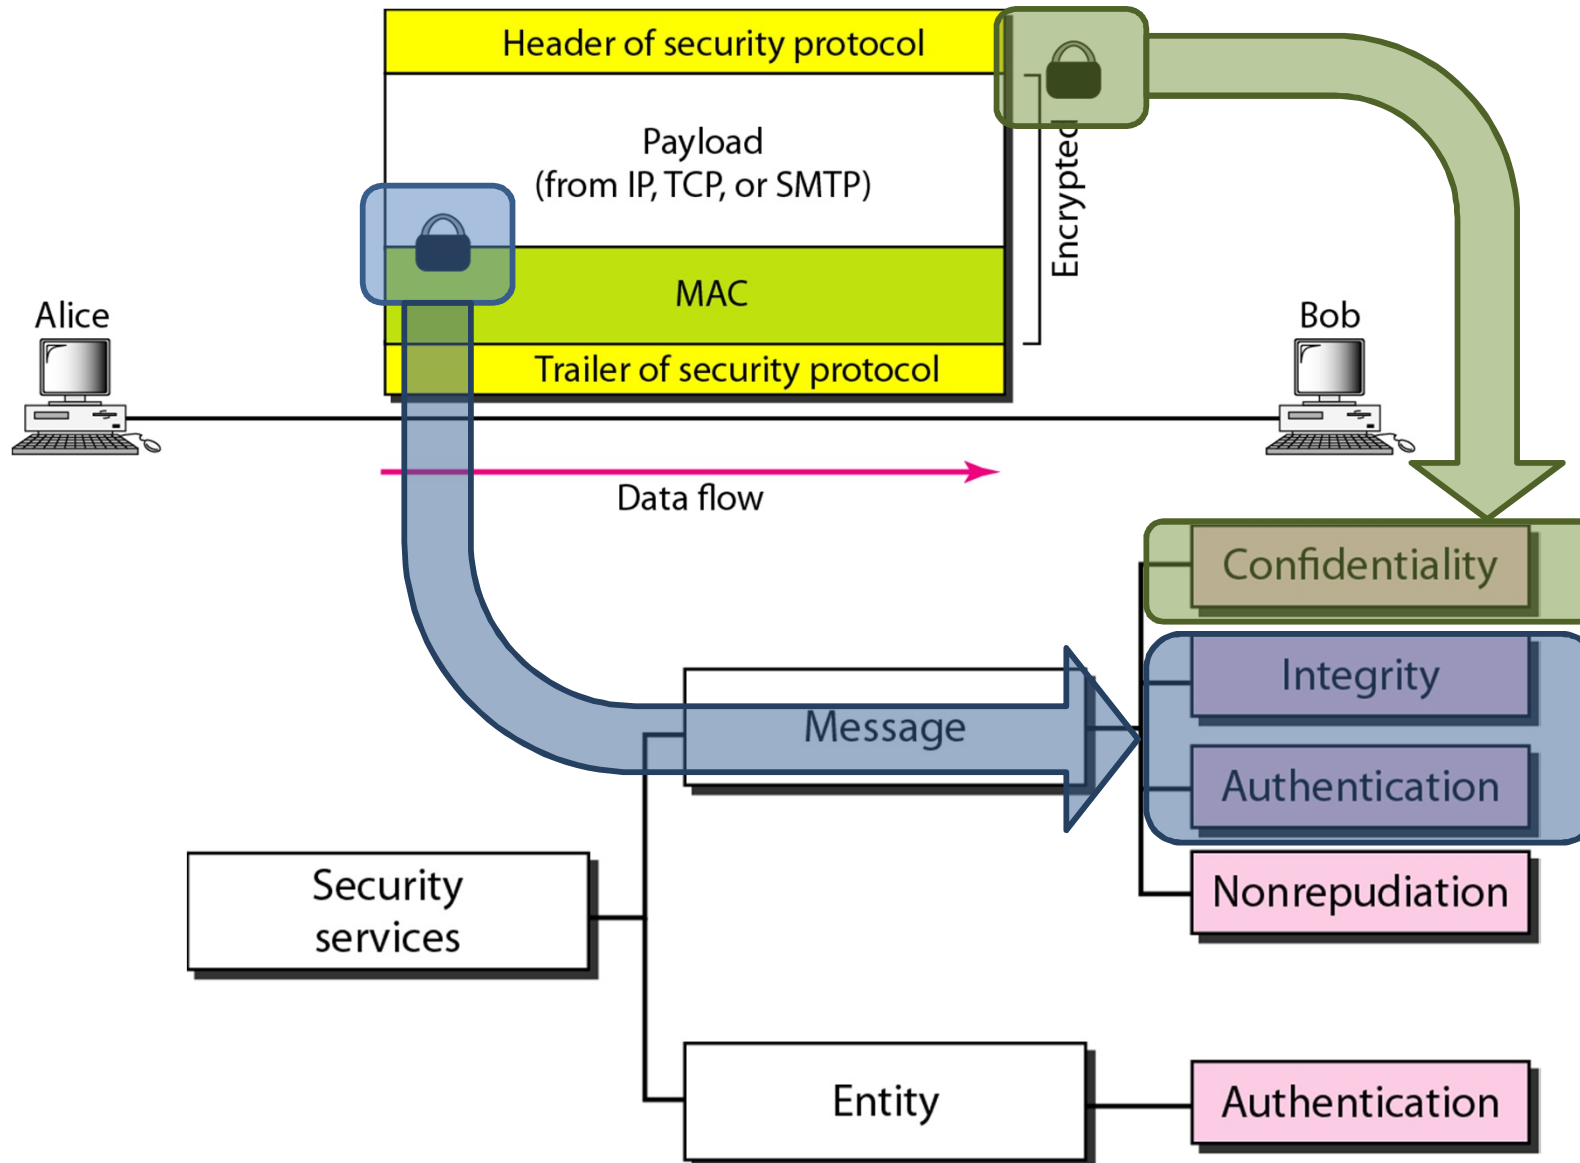 Header of security protocol
Payload
(from IP, TCP, or SMTP)
Encrypted
MAC
Trailer of security protocol
Alice
Bob
Data flow
Confidentiality
Integrity
Message
Authentication
Security
services
Nonrepudiation
Entity
Authentication